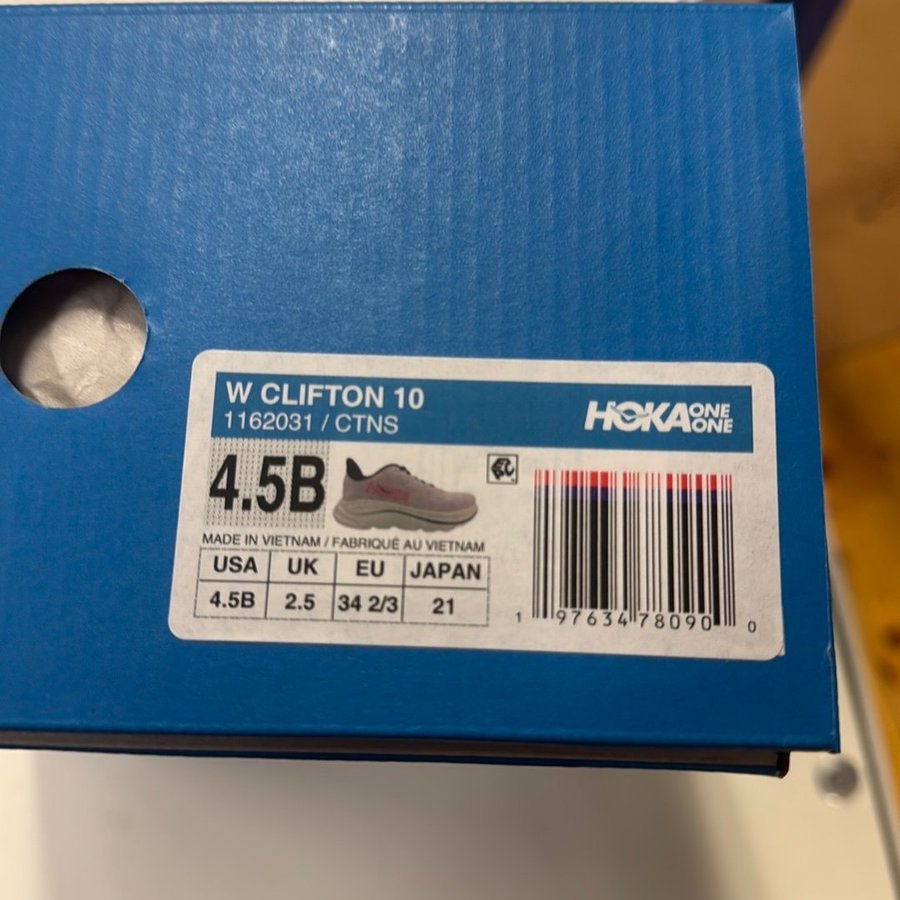 W CLIFTON 10
1162031 / CTNS
HOKA ONE ONE
4.5B
MADE IN VIETNAM / FABRIQUÉ AU VIETNAM
USA UK EU JAPAN
4.5B 2.5 34 2/3 21
1 97634 78090 0